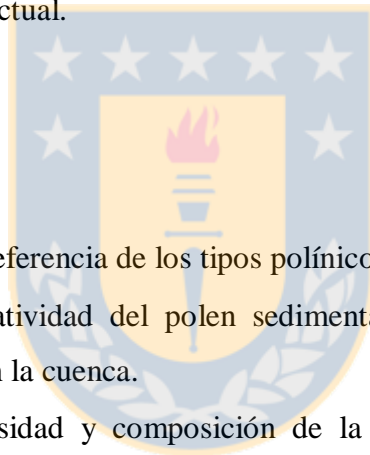 ctual.
eferencia de los tipos polínico
atividad del polen sedimenta
n la cuenca.
sidad y composición de la